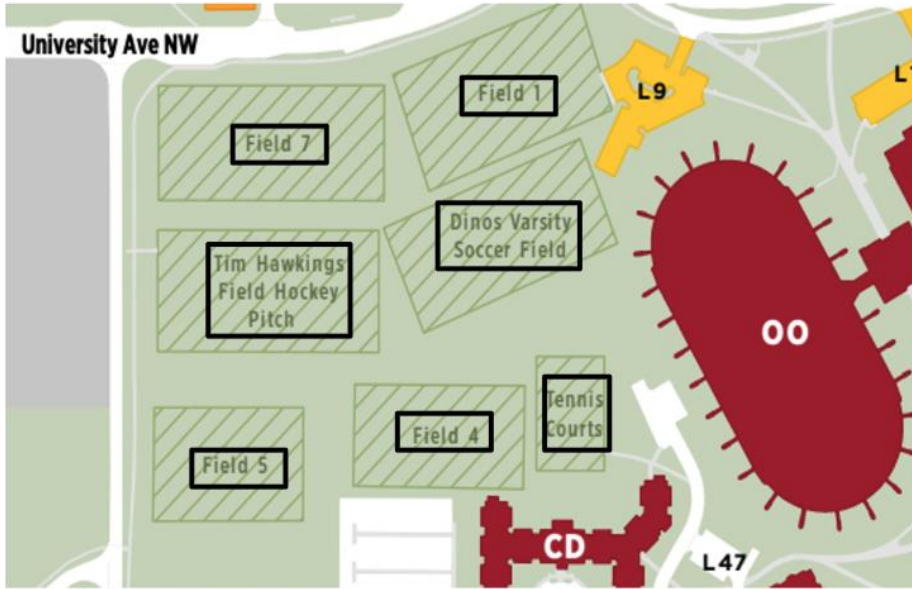 University Ave NW
Field 1
L9
Field 7
Dinos Varsity
Soccer Field
Tim Hawkings
Field Hockey
Pitch
OO
Tennis
Courts
Field 4
Field 5
CD
L47